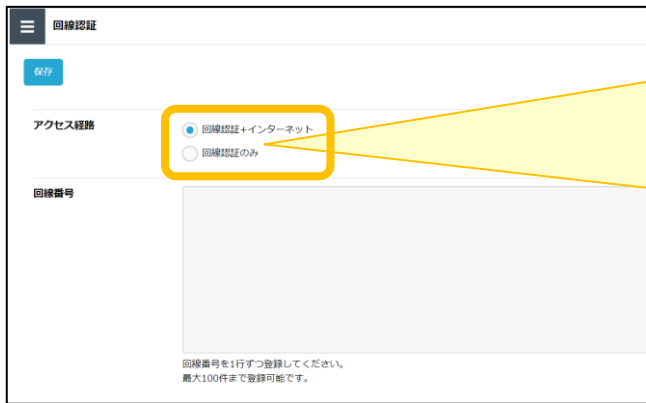 回線認証
保存
アクセス経路
回線認証+インターネット
回線認証のみ
回線番号
回線番号を1行ずつ登録してください。
最大100件まで登録可能です。